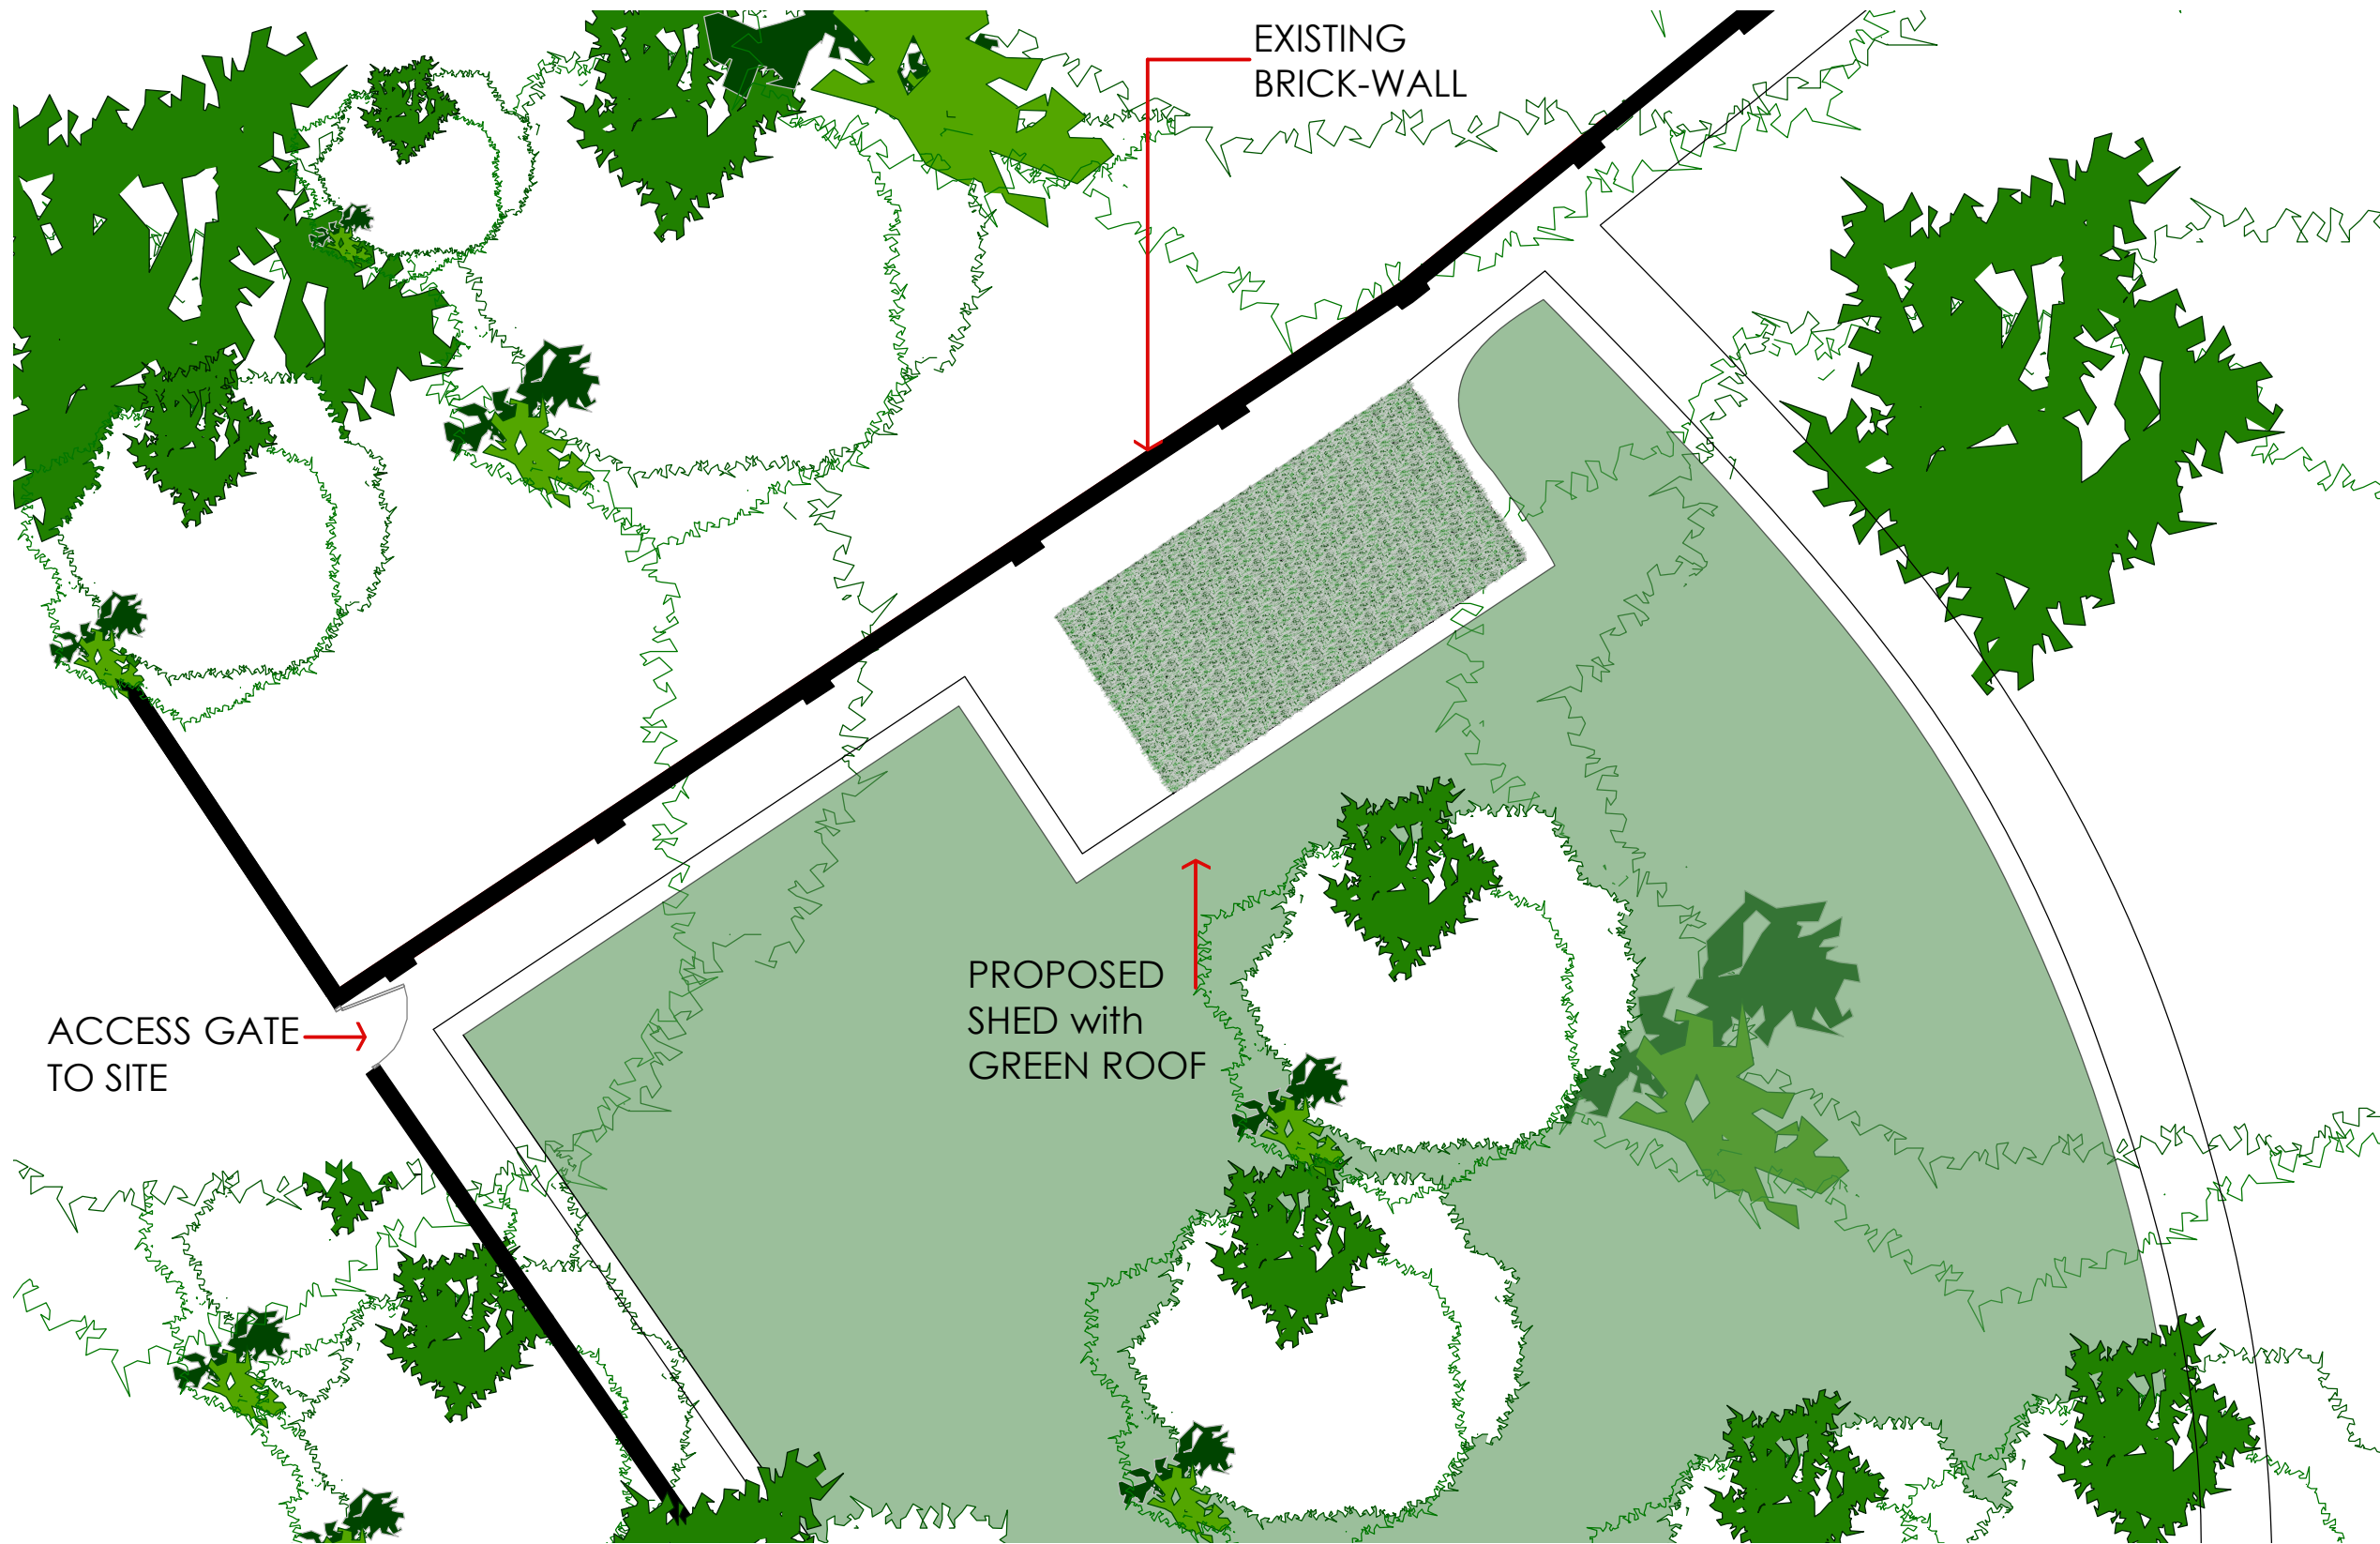 EXISTING
BRICK-WALL
ACCESS GATE
TO SITE
PROPOSED
SHED with
GREEN ROOF